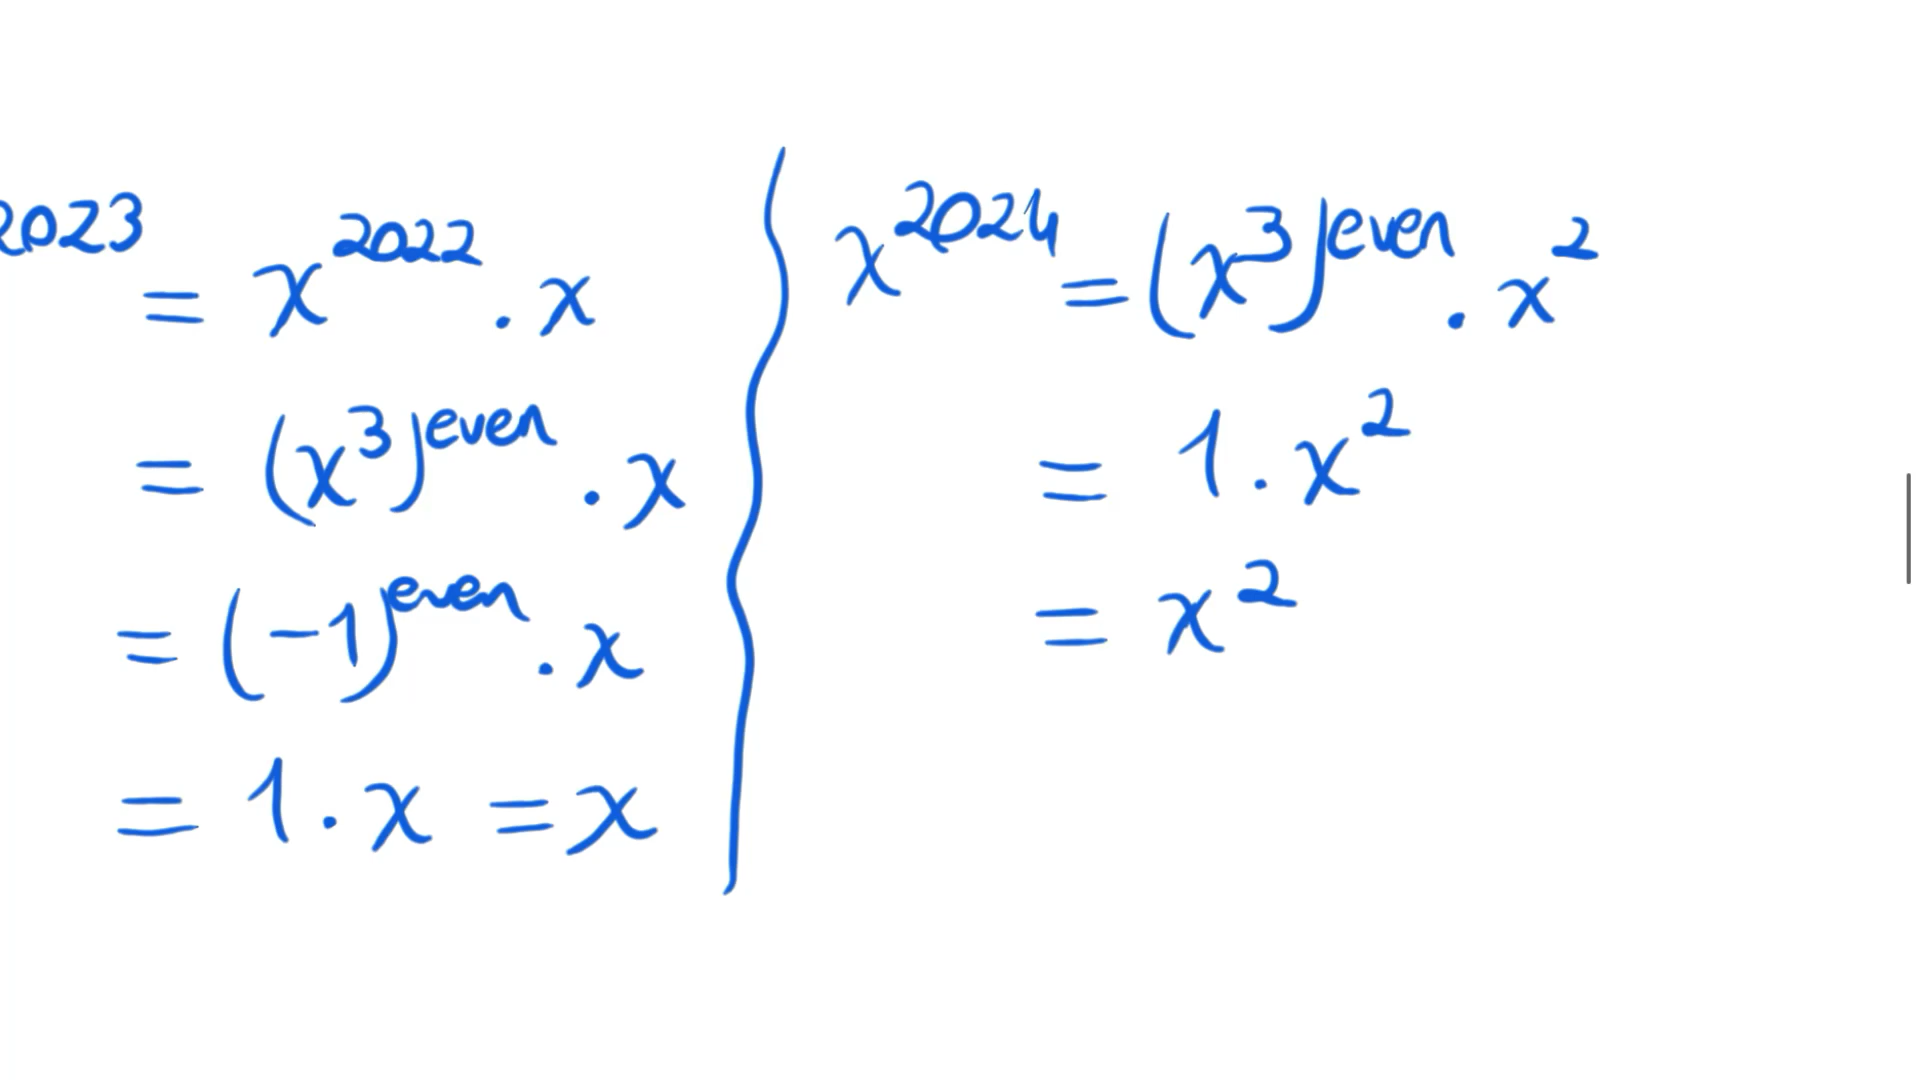 2023 = x^2022 . x
= (x^3)^even . x
= (-1)^even . x
= 1 . x = x
x^2024 = (x^3)^even . x^2
= 1 . x^2
= x^2